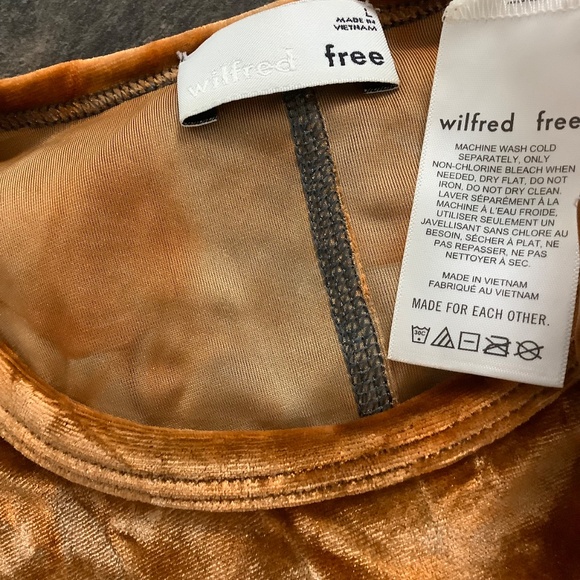 L
MADE IN
VIETNAM
wilfred free
wilfred free
MACHINE WASH COLD
SEPARATELY, ONLY
NON-CHLORINE BLEACH WHEN
NEEDED, DRY FLAT, DO NOT
IRON, DO NOT DRY CLEAN.
LAVER SÉPARÉMENT À LA
MACHINE À L'EAU FROIDE,
UTILISER SEULEMENT UN
JAVELLISANT SANS CHLORE AU
BESOIN, SÉCHER À PLAT, NE
PAS REPASSER, NE PAS
NETTOYER À SEC.
MADE IN VIETNAM
FABRIQUÉ AU VIETNAM
MADE FOR EACH OTHER.
30C